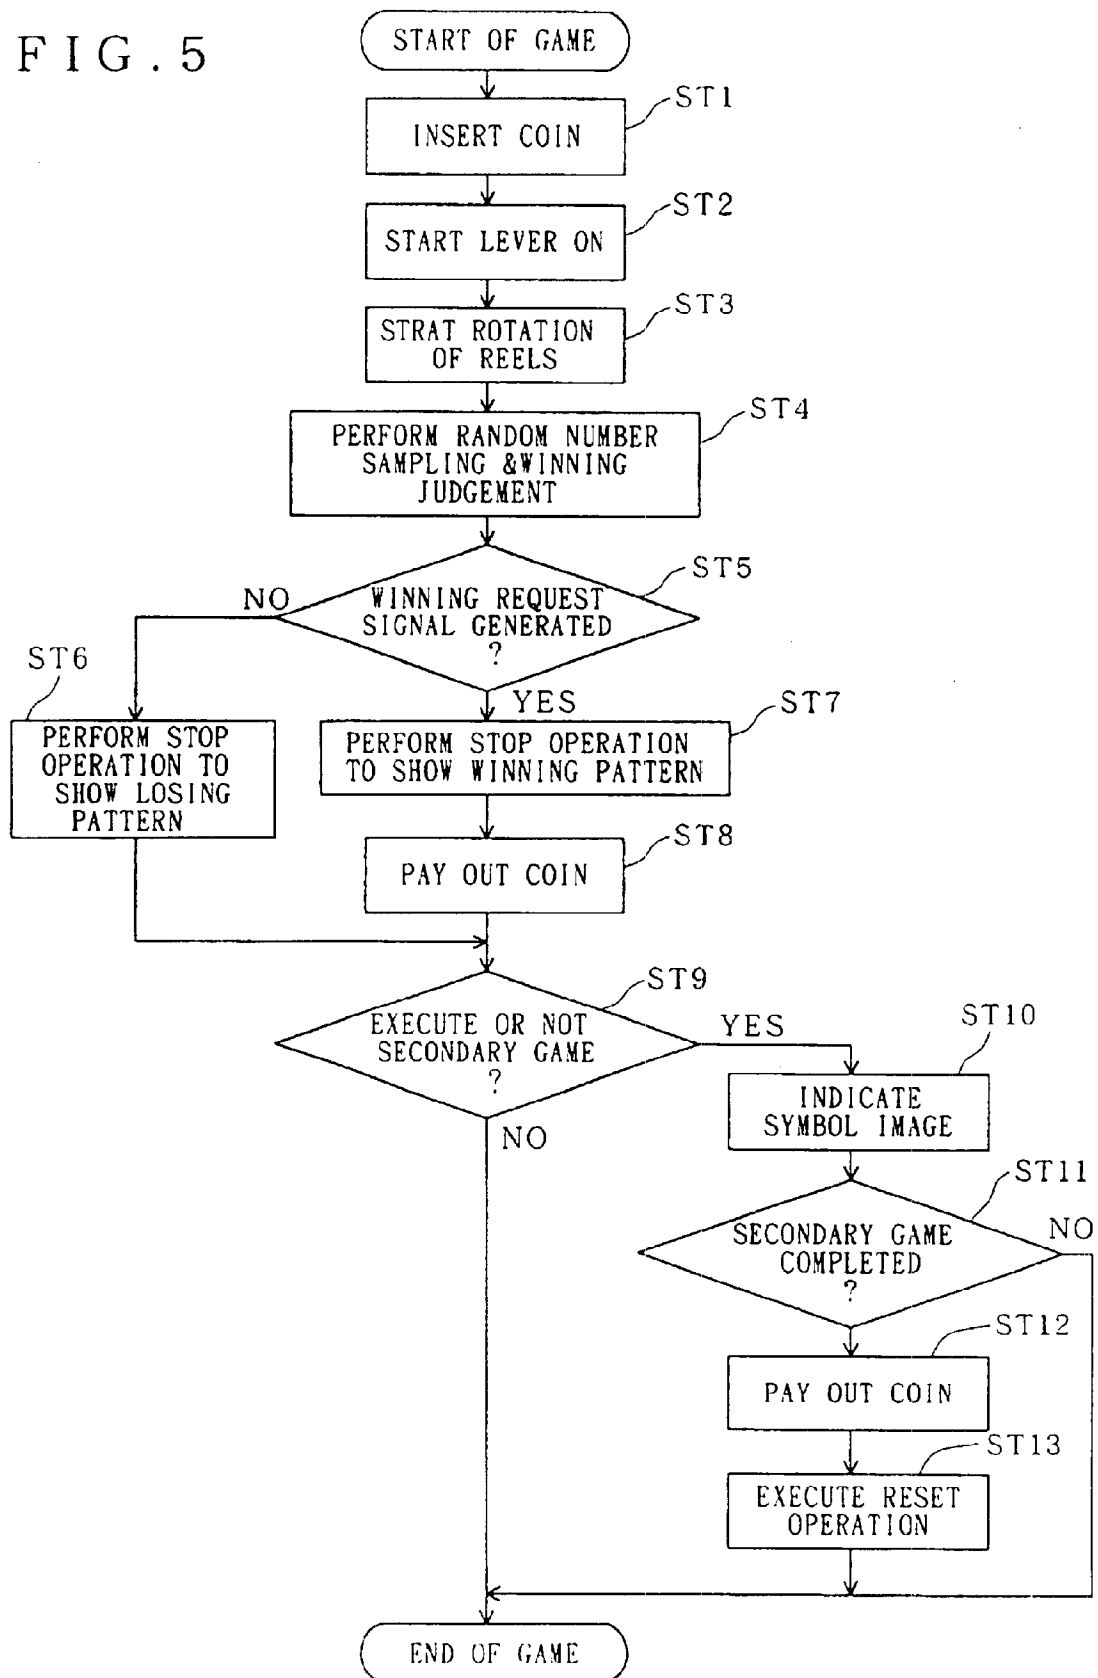 FIG.5
START OF GAME
ST1
INSERT COIN
ST2
START LEVER ON
ST3
STRAT ROTATION
OF REELS
ST4
PERFORM RANDOM NUMBER
SAMPLING &WINNING
JUDGEMENT
ST5
WINNING REQUEST
SIGNAL GENERATED
?
NO
YES
ST6
PERFORM STOP
OPERATION TO
SHOW LOSING
PATTERN
ST7
PERFORM STOP OPERATION
TO SHOW WINNING PATTERN
ST8
PAY OUT COIN
ST9
EXECUTE OR NOT
SECONDARY GAME
?
YES
NO
ST10
INDICATE
SYMBOL IMAGE
ST11
SECONDARY GAME
COMPLETED
?
NO
ST12
PAY OUT COIN
ST13
EXECUTE RESET
OPERATION
END OF GAME